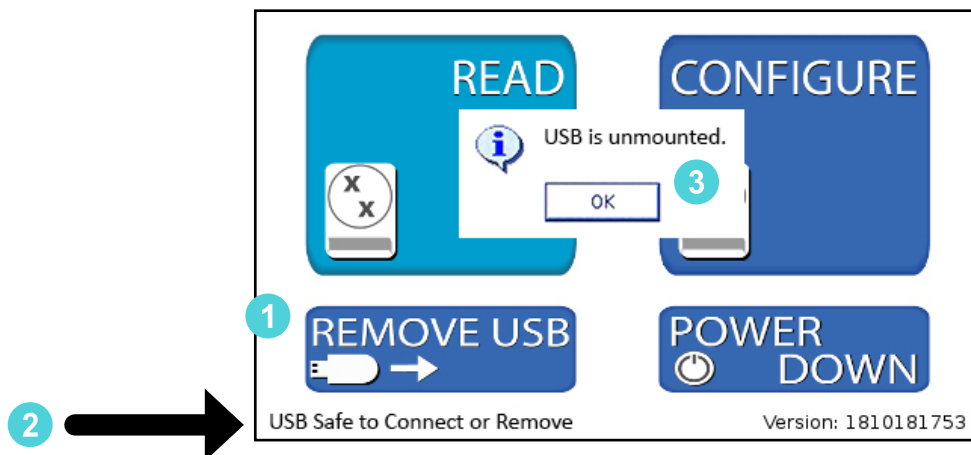 READ
X
X
CONFIGURE
USB is unmounted.
OK
3
1
REMOVE USB
POWER
DOWN
2
USB Safe to Connect or Remove
Version: 1810181753